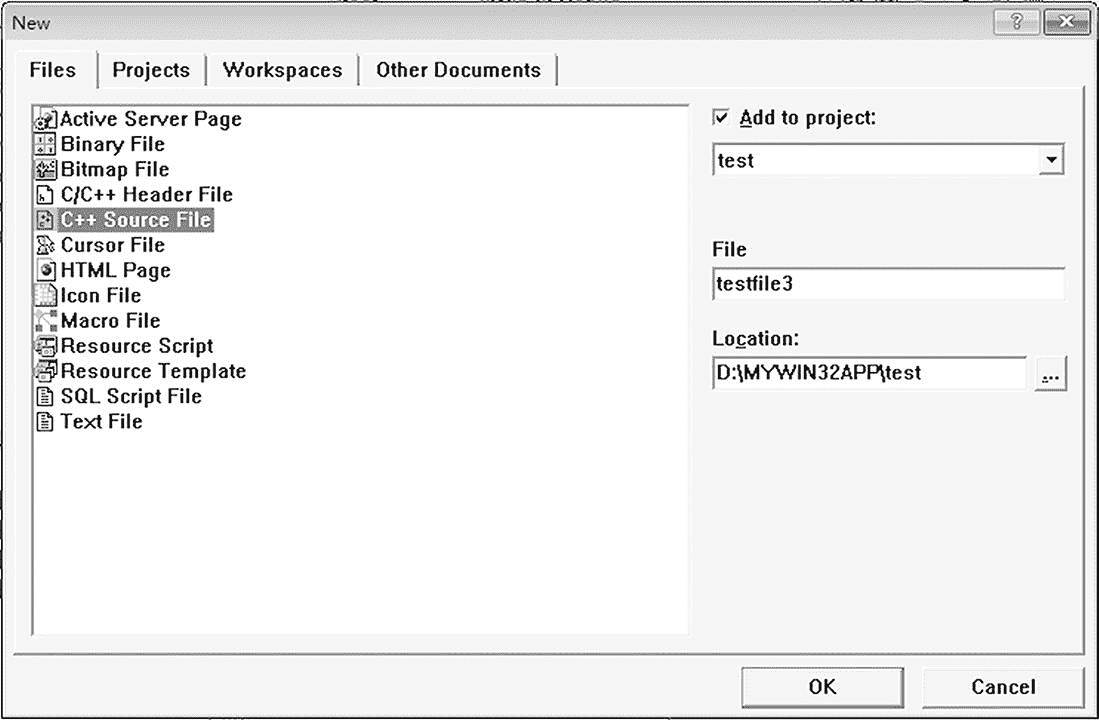 New
Files Projects Workspaces Other Documents
Active Server Page
Binary File
Bitmap File
C/C++ Header File
C++ Source File
Cursor File
HTML Page
Icon File
Macro File
Resource Script
Resource Template
SQL Script File
Text File
Add to project:
test
File
testfile3
Location:
D:\MYWIN32APP\test
...
OK Cancel